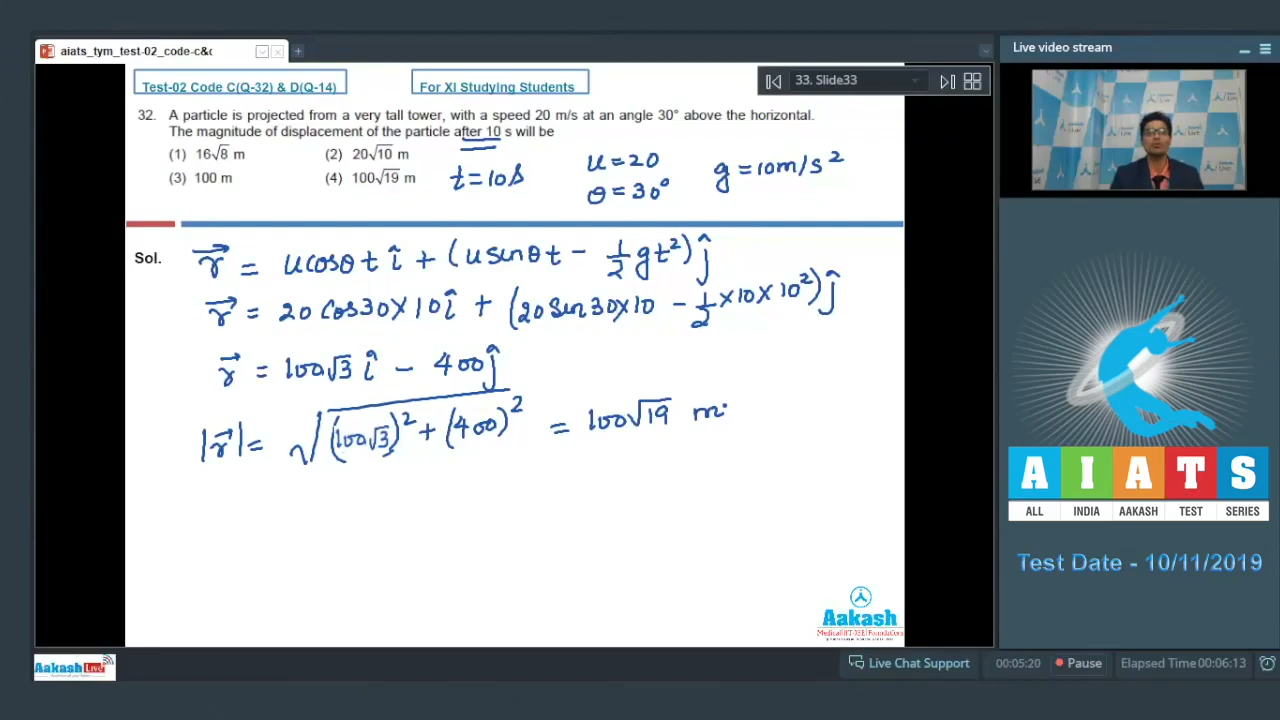 aiats_tym_test-02_code-c&d
Live video stream
Test-02 Code C(Q-32) & D(Q-14)
For XI Studying Students
33. Slide33
32. A particle is projected from a very tall tower, with a speed 20 m/s at an angle 30° above the horizontal.
The magnitude of displacement of the particle after 10 s will be
(1) 16√8 m (2) 20√10 m
(3) 100 m (4) 100√19 m
t = 10 s
u = 20
θ = 30°
g = 10 m/s²
Sol. r⃗ = u cosθ t î + (u sinθ t − 1/2 gt²) ĵ
r⃗ = 20 cos30 × 10 î + (20 sin30 × 10 − 1/2 × 10 × 10²) ĵ
r⃗ = 100√3 î − 400 ĵ
|r⃗| = √((100√3)² + (400)²) = 100√19 m
A I A T S
ALL INDIA AAKASH TEST SERIES
Test Date - 10/11/2019
Aakash
Medical|IIT-JEE|Foundations
Aakash Live
Live Chat Support
00:05:20
Pause
Elapsed Time 00:06:13